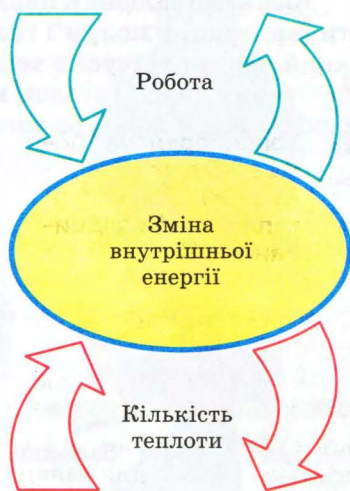 Робота
Зміна
внутрішньої
енергії
Кількість
теплоти